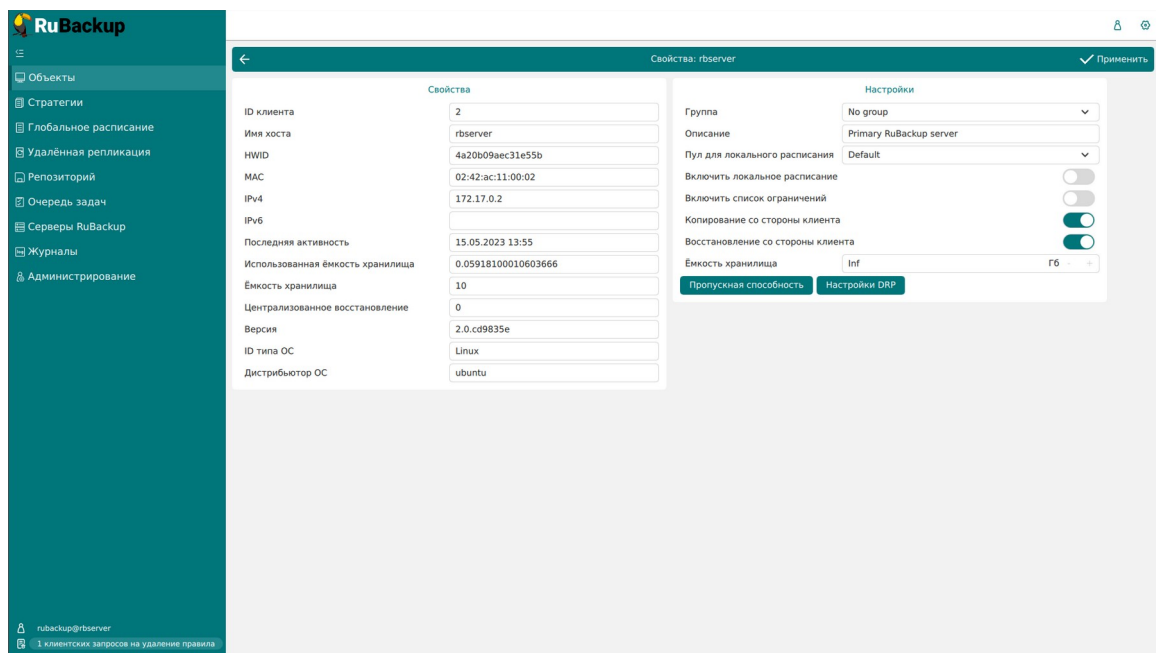 RuBackup
Объекты
Стратегии
Глобальное расписание
Удалённая репликация
Репозиторий
Очередь задач
Серверы RuBackup
Журналы
Администрирование
rubackup@rbserver
1 клиентских запросов на удаление правила
Свойства: rbserver
Применить
Свойства
ID клиента 2
Имя хоста rbserver
HWID 4a20b09aec31e55b
MAC 02:42:ac:11:00:02
IPv4 172.17.0.2
IPv6
Последняя активность 15.05.2023 13:55
Использованная ёмкость хранилища 0.05918100010603666
Ёмкость хранилища 10
Централизованное восстановление 0
Версия 2.0.cd9835e
ID типа ОС Linux
Дистрибьютор ОС ubuntu
Настройки
Группа No group
Описание Primary RuBackup server
Пул для локального расписания Default
Включить локальное расписание
Включить список ограничений
Копирование со стороны клиента
Восстановление со стороны клиента
Ёмкость хранилища Inf Гб - +
Пропускная способность Настройки DRP